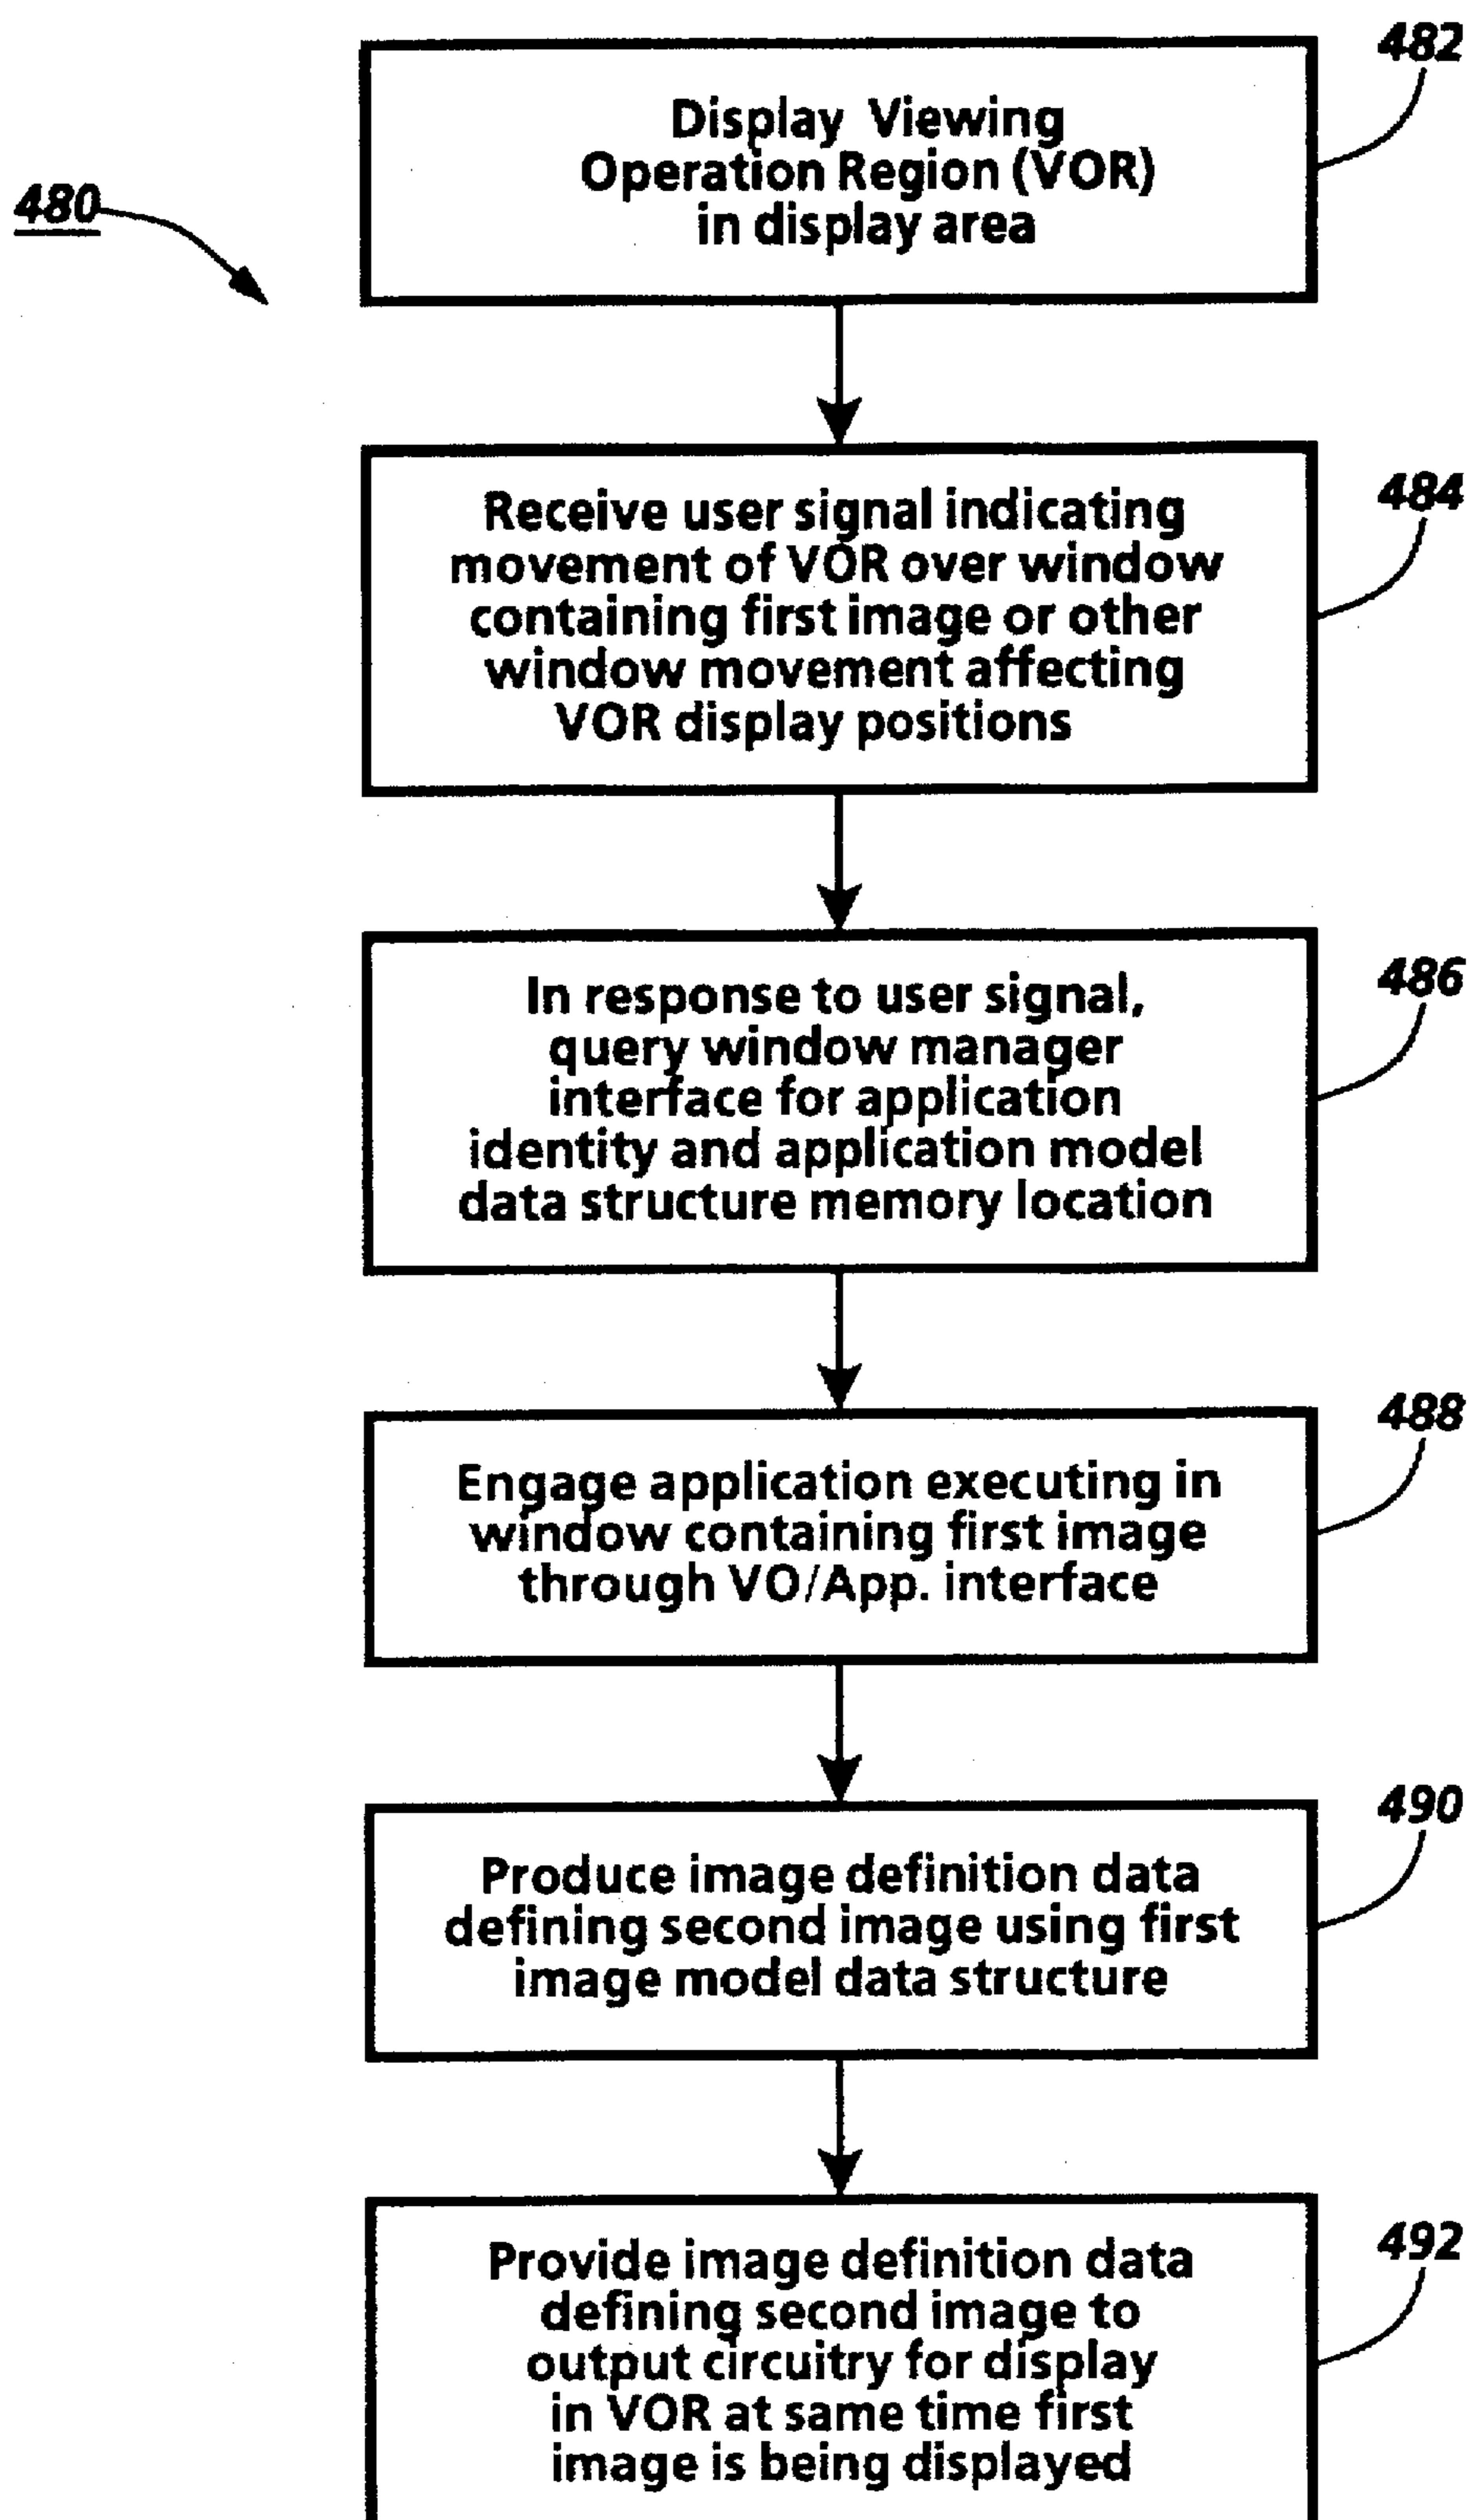 482
Display Viewing
Operation Region (VOR)
in display area
480
484
Receive user signal indicating
movement of VOR over window
containing first image or other
window movement affecting
VOR display positions
486
In response to user signal,
query window manager
interface for application
identity and application model
data structure memory location
488
Engage application executing in
window containing first image
through VO/App. interface
490
Produce image definition data
defining second image using first
image model data structure
492
Provide image definition data
defining second image to
output circuitry for display
in VOR at same time first
image is being displayed